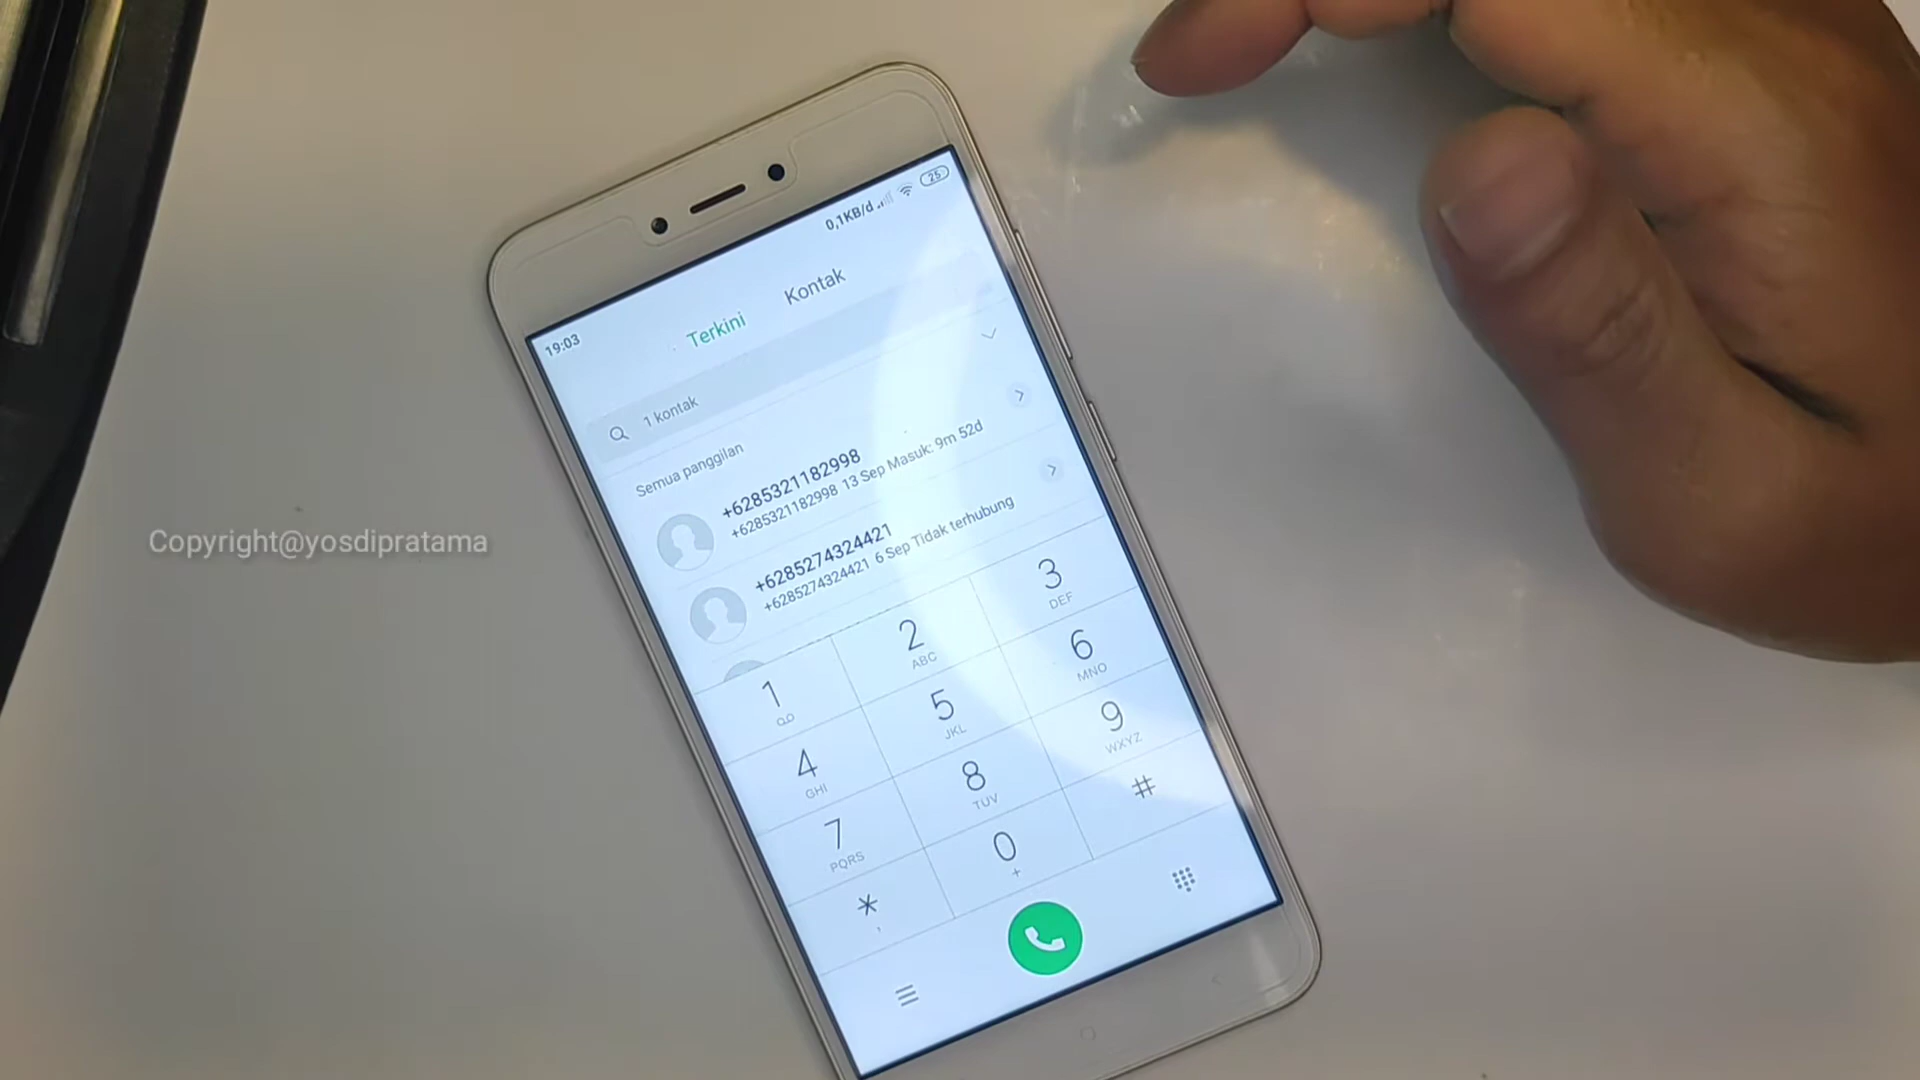 0,1KB/d
25
19:03
Terkini
Kontak
1 kontak
Semua panggilan
+6285321182998
+6285321182998 13 Sep Masuk: 9m 52d
+6285274324421
+6285274324421 6 Sep Tidak terhubung
Copyright@yosdipratama
1
2 ABC
3 DEF
4 GHI
5 JKL
6 MNO
7 PQRS
8 TUV
9 WXYZ
* ,
0 +
#